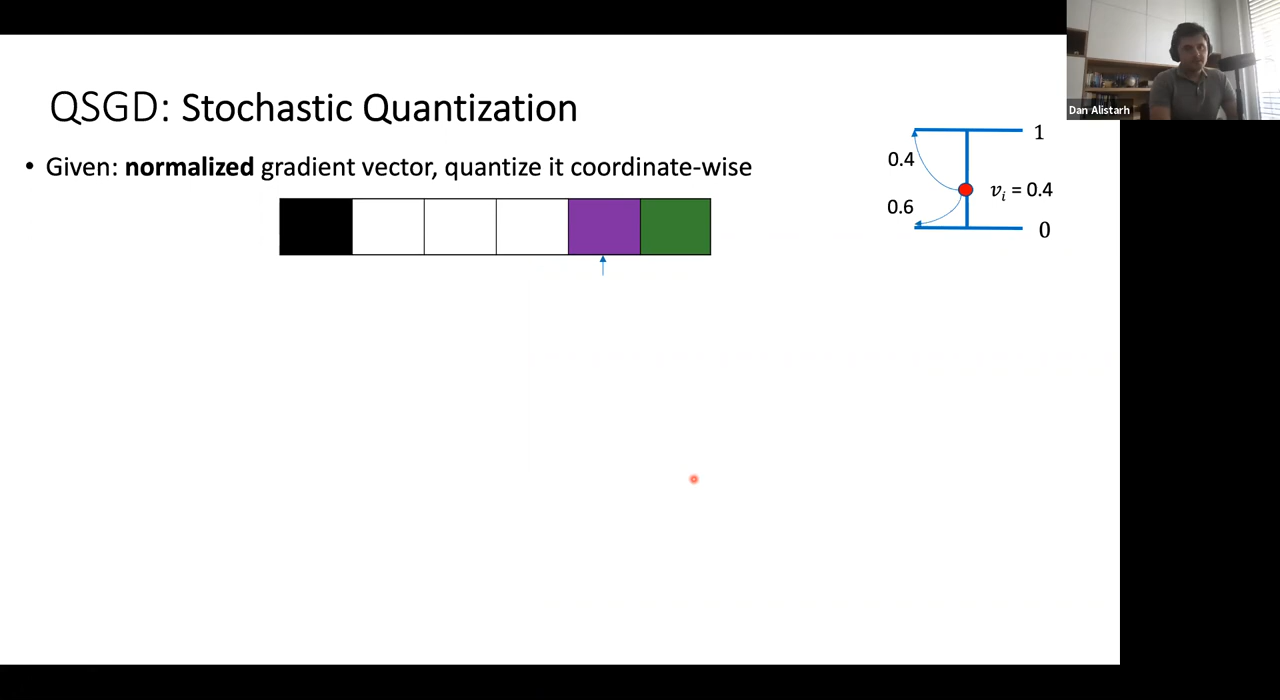 QSGD: Stochastic Quantization
• Given: normalized gradient vector, quantize it coordinate-wise
1
0.4
v_i = 0.4
0.6
0
Dan Alistarh